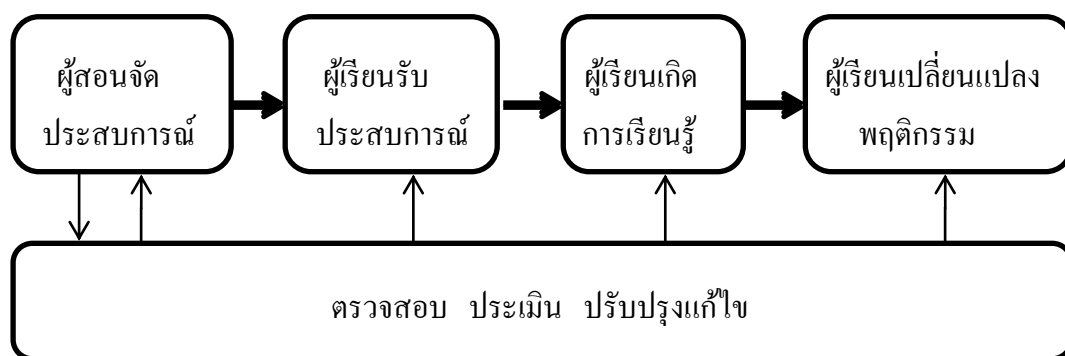 ผู้สอนจัด
ประสบการณ์
ผู้เรียนรับ
ประสบการณ์
ผู้เรียนเกิด
การเรียนรู้
ผู้เรียนเปลี่ยนแปลง
พฤติกรรม
ตรวจสอบ ประเมิน ปรับปรุงแก้ไข